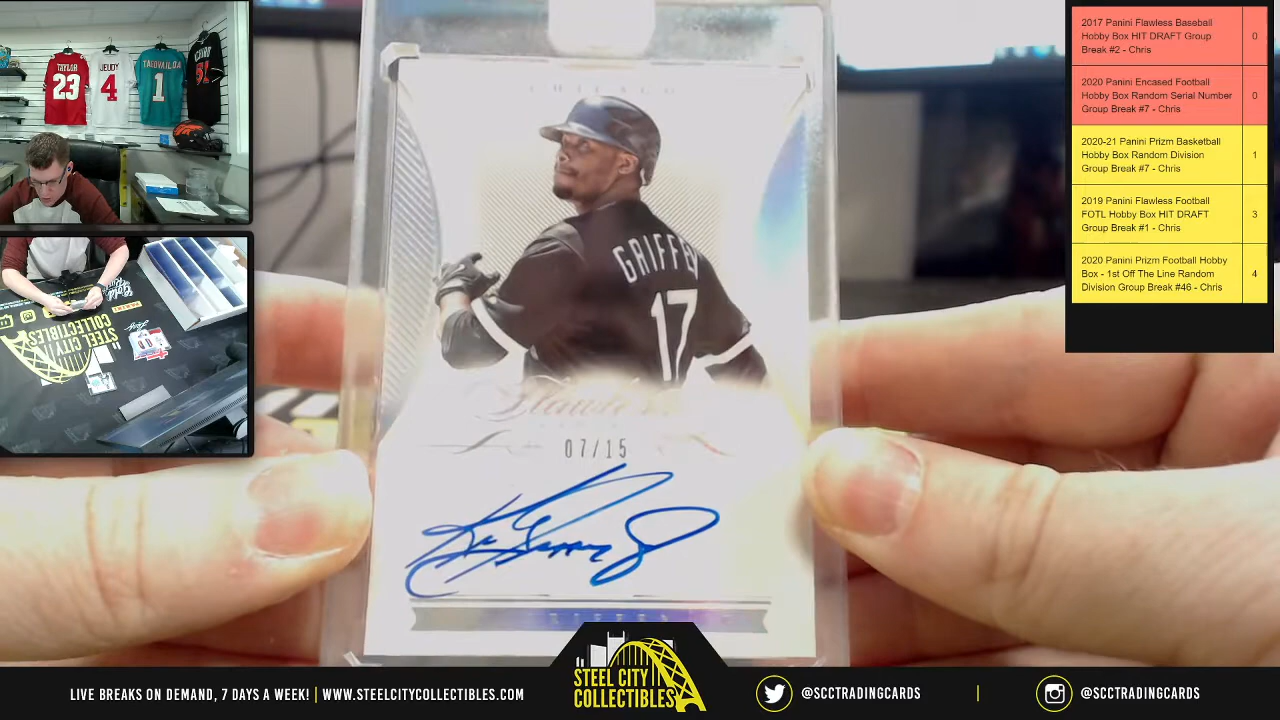 TAYLOR
23
JEUDY
4
TAGOVAILOA
1
2017 Panini Flawless Baseball
Hobby Box HIT DRAFT Group
Break #2 - Chris
0
2020 Panini Encased Football
Hobby Box Random Serial Number
Group Break #7 - Chris
0
2020-21 Panini Prizm Basketball
Hobby Box Random Division
Group Break #7 - Chris
1
2019 Panini Flawless Football
FOTL Hobby Box HIT DRAFT
Group Break #1 - Chris
3
2020 Panini Prizm Football Hobby
Box - 1st Off The Line Random
Division Group Break #46 - Chris
4
CHICAGO
GRIFFEY
17
Flawless
07/15
STEEL CITY
COLLECTIBLES
LIVE BREAKS ON DEMAND, 7 DAYS A WEEK! | WWW.STEELCITYCOLLECTIBLES.COM
STEEL CITY
COLLECTIBLES
@SCCTRADINGCARDS
@SCCTRADINGCARDS